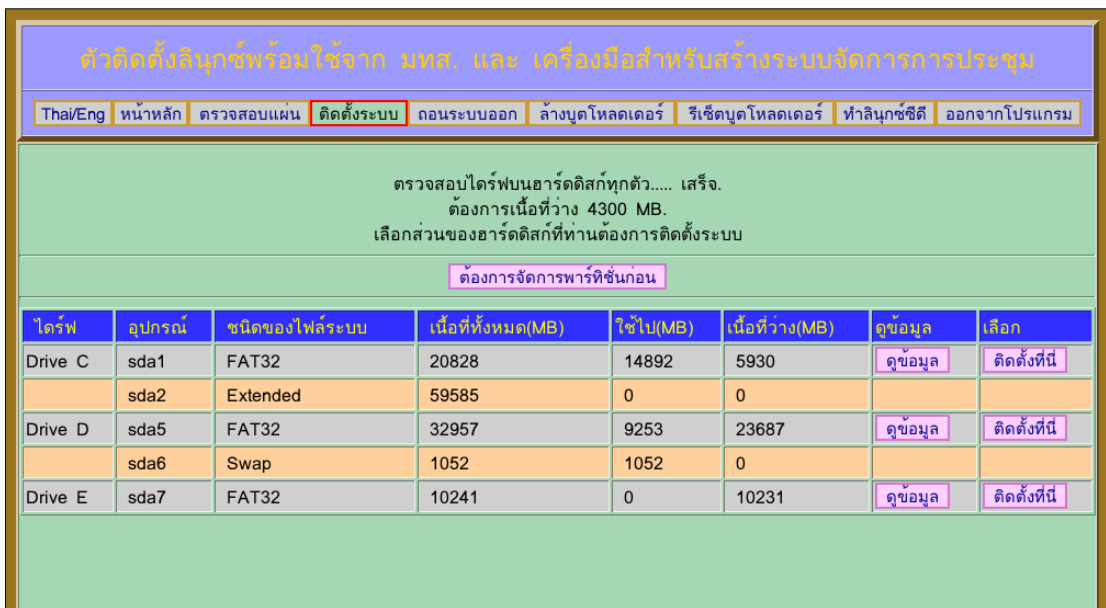 ตัวติดตั้งลินุกซ์พร้อมใช้จาก มทส. และ เครื่องมือสำหรับสร้างระบบจัดการการประชุม
Thai/Eng หน้าหลัก ตรวจสอบแผ่น ติดตั้งระบบ ถอนระบบออก ล้างบูตโหลดเดอร์ รีเซ็ตบูตโหลดเดอร์ ทำลินุกซ์ซีดี ออกจากโปรแกรม
ตรวจสอบไดร์ฟบนฮาร์ดดิสก์ทุกตัว..... เสร็จ.
ต้องการเนื้อที่ว่าง 4300 MB.
เลือกส่วนของฮาร์ดดิสก์ที่ท่านต้องการติดตั้งระบบ
ต้องการจัดการพาร์ทิชั่นก่อน
ไดร์ฟ อุปกรณ์ ชนิดของไฟล์ระบบ เนื้อที่ทั้งหมด(MB) ใช้ไป(MB) เนื้อที่ว่าง(MB) ดูข้อมูล เลือก
Drive C sda1 FAT32 20828 14892 5930 ดูข้อมูล ติดตั้งที่นี่
sda2 Extended 59585 0 0
Drive D sda5 FAT32 32957 9253 23687 ดูข้อมูล ติดตั้งที่นี่
sda6 Swap 1052 1052 0
Drive E sda7 FAT32 10241 0 10231 ดูข้อมูล ติดตั้งที่นี่